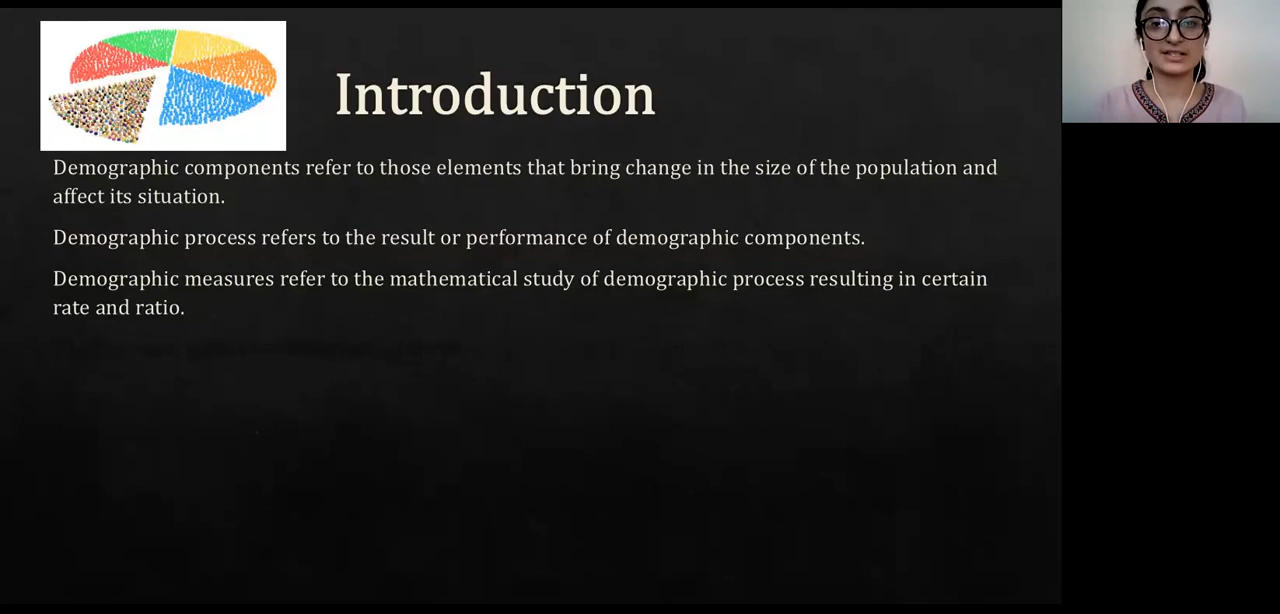 Introduction
Demographic components refer to those elements that bring change in the size of the population and
affect its situation.
Demographic process refers to the result or performance of demographic components.
Demographic measures refer to the mathematical study of demographic process resulting in certain
rate and ratio.